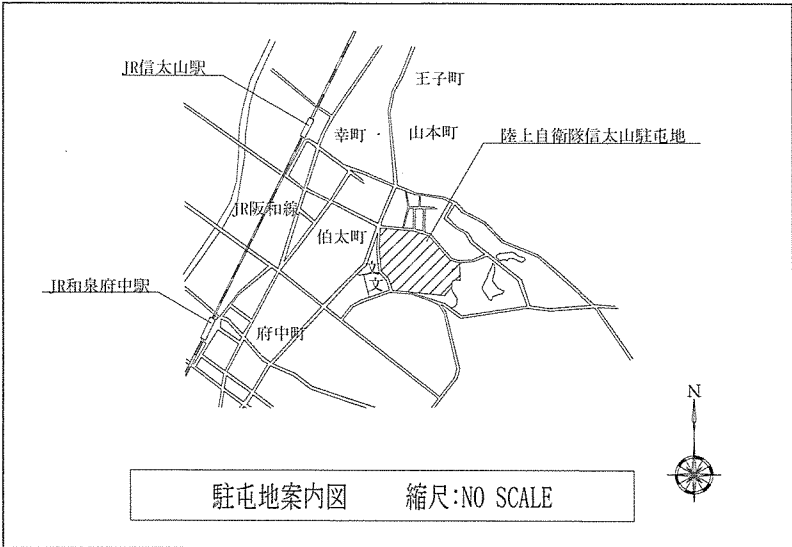 JR信太山駅
王子町
幸町・山本町
陸上自衛隊信太山駐屯地
JR阪和線
伯太町
文
JR和泉府中駅
府中町
N
駐屯地案内図 縮尺:NO SCALE